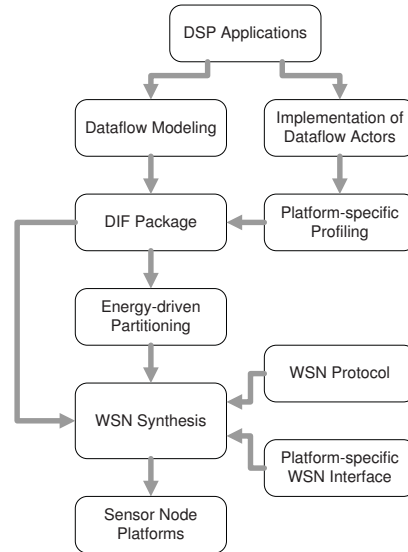 DSP Applications
Dataflow Modeling
Implementation of
Dataflow Actors
DIF Package
Platform-specific
Profiling
Energy-driven
Partitioning
WSN Protocol
WSN Synthesis
Platform-specific
WSN Interface
Sensor Node
Platforms